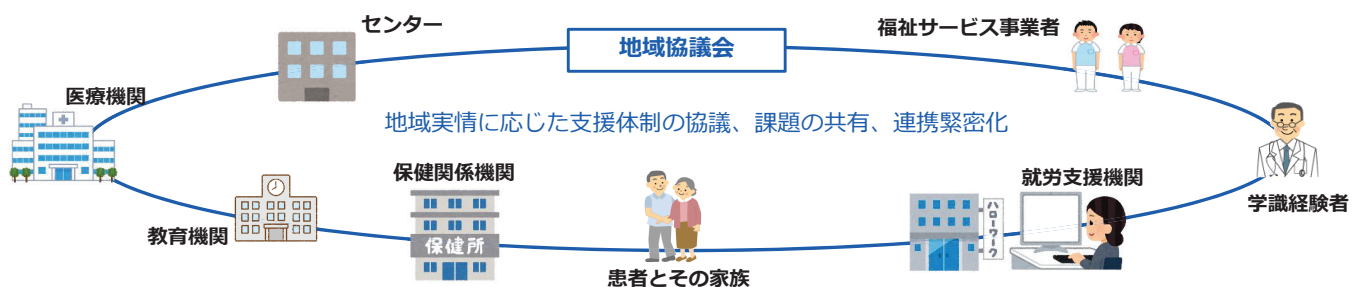 センター
地域協議会
福祉サービス事業者
医療機関
地域実情に応じた支援体制の協議、課題の共有、連携緊密化
保健関係機関
就労支援機関
学識経験者
教育機関
保健所
ハローワーク
患者とその家族